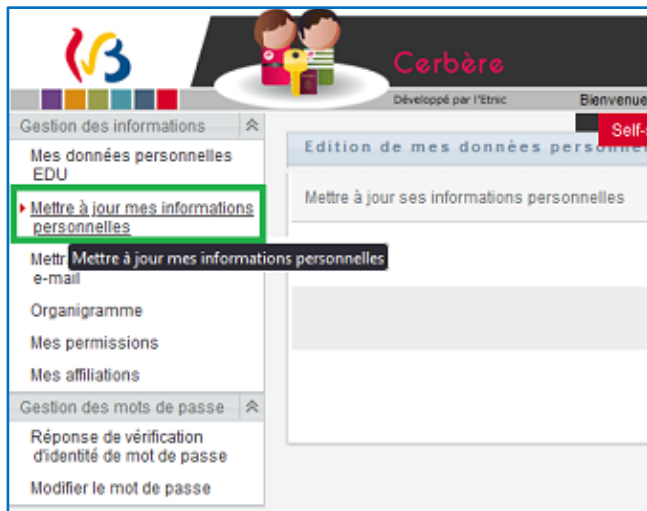 Cerbère
Développé par l'Etnic
Bienvenue
Self-
Gestion des informations
Mes données personnelles
EDU
Mettre à jour mes informations
personnelles
Mettre à jour mes informations personnelles
e-mail
Organigramme
Mes permissions
Mes affiliations
Gestion des mots de passe
Réponse de vérification
d'identité de mot de passe
Modifier le mot de passe
Edition de mes données
Mettre à jour ses informations personnelles